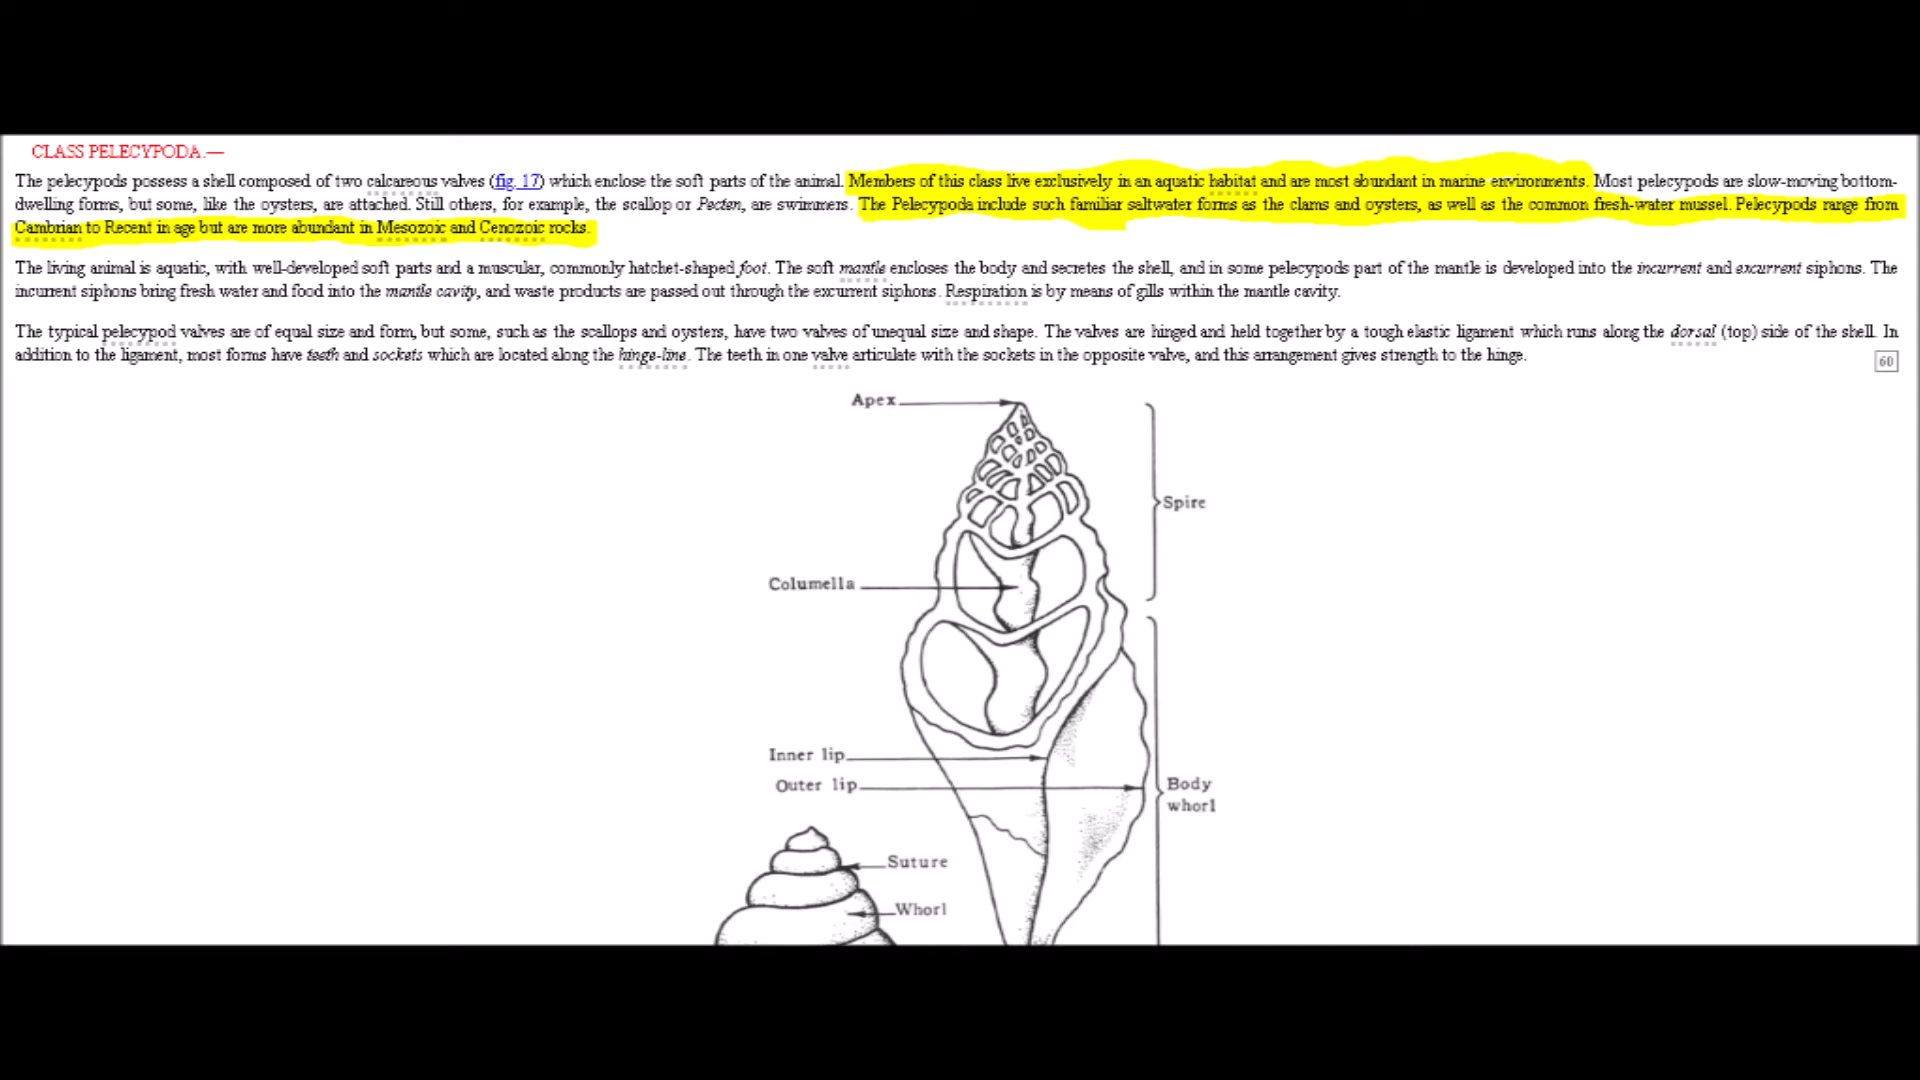 CLASS PELECYPODA.—
The pelecypods possess a shell composed of two calcareous valves (fig. 17) which enclose the soft parts of the animal. Members of this class live exclusively in an aquatic habitat and are most abundant in marine environments. Most pelecypods are slow-moving bottom-
dwelling forms, but some, like the oysters, are attached. Still others, for example, the scallop or Pecten, are swimmers. The Pelecypoda include such familiar saltwater forms as the clams and oysters, as well as the common fresh-water mussel. Pelecypods range from
Cambrian to Recent in age but are more abundant in Mesozoic and Cenozoic rocks.
The living animal is aquatic, with well-developed soft parts and a muscular, commonly hatchet-shaped foot. The soft mantle encloses the body and secretes the shell, and in some pelecypods part of the mantle is developed into the incurrent and excurrent siphons. The
incurrent siphons bring fresh water and food into the mantle cavity, and waste products are passed out through the excurrent siphons. Respiration is by means of gills within the mantle cavity.
The typical pelecypod valves are of equal size and form, but some, such as the scallops and oysters, have two valves of unequal size and shape. The valves are hinged and held together by a tough elastic ligament which runs along the dorsal (top) side of the shell. In
addition to the ligament, most forms have teeth and sockets which are located along the hinge-line. The teeth in one valve articulate with the sockets in the opposite valve, and this arrangement gives strength to the hinge.
60
Apex
Spire
Columella
Inner lip
Outer lip
Body
whorl
Suture
Whorl